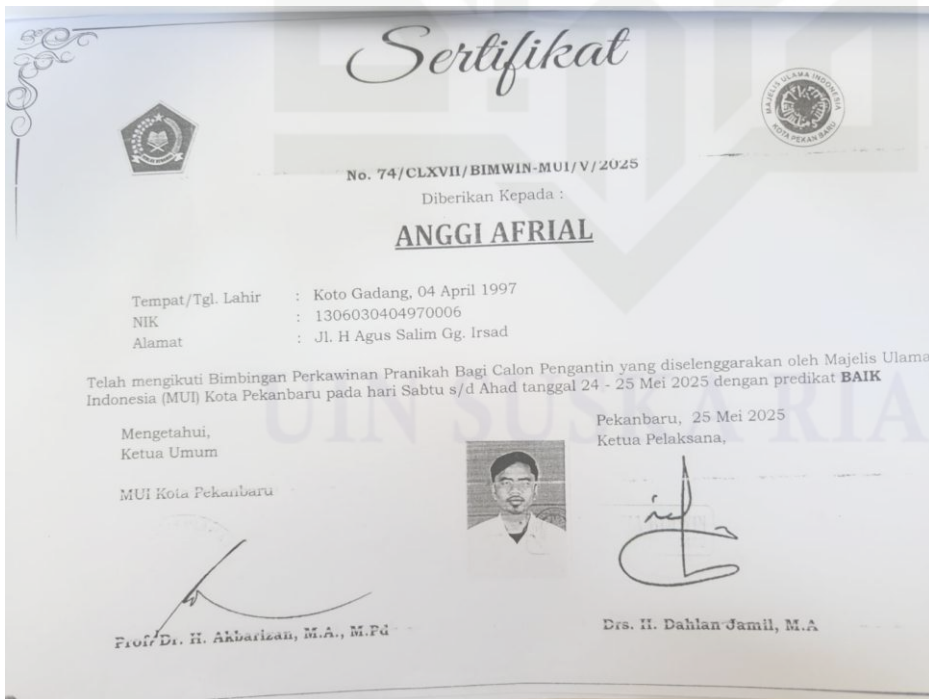 Sertifikat
MAJELIS ULAMA INDONESIA
KOTA PEKAN BARU
No. 74/CLXVII/BIMWIN-MUI/V/2025
Diberikan Kepada :
ANGGI AFRIAL
Tempat/Tgl. Lahir : Koto Gadang, 04 April 1997
NIK : 1306030404970006
Alamat : Jl. H Agus Salim Gg. Irsad
Telah mengikuti Bimbingan Perkawinan Pranikah Bagi Calon Pengantin yang diselenggarakan oleh Majelis Ulama
Indonesia (MUI) Kota Pekanbaru pada hari Sabtu s/d Ahad tanggal 24 - 25 Mei 2025 dengan predikat BAIK
UIN SUSKA RIA
Mengetahui,
Ketua Umum
MUI Kota Pekanbaru
Prof. Dr. H. Akbarizan, M.A., M.Pd
Pekanbaru, 25 Mei 2025
Ketua Pelaksana,
Drs. H. Dahlan Jamil, M.A